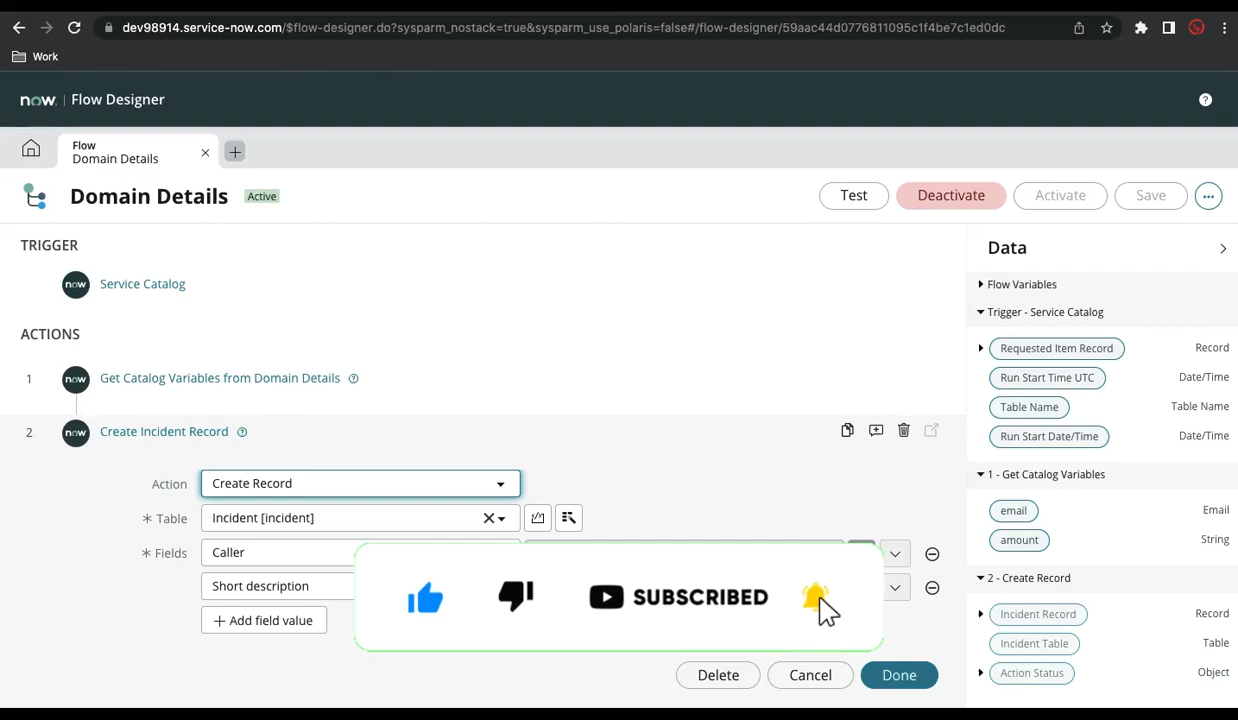 dev98914.service-now.com/$flow-designer.do?sysparm_nostack=true&sysparm_use_polaris=false#/flow-designer/59aac44d0776811095c1f4be7c1ed0dc
Work
now. | Flow Designer
Flow
Domain Details
Domain Details Active
Test Deactivate Activate Save
TRIGGER
now Service Catalog
ACTIONS
1 now Get Catalog Variables from Domain Details
2 now Create Incident Record
Action Create Record
* Table Incident [incident]
* Fields Caller
Short description
+ Add field value
SUBSCRIBED
Delete Cancel Done
Data
Flow Variables
Trigger - Service Catalog
Requested Item Record Record
Run Start Time UTC Date/Time
Table Name Table Name
Run Start Date/Time Date/Time
1 - Get Catalog Variables
email Email
amount String
2 - Create Record
Incident Record Record
Incident Table Table
Action Status Object